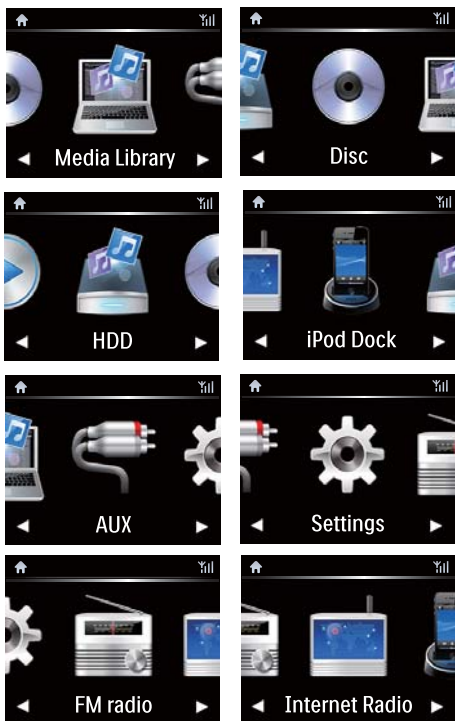 Media Library
Disc
HDD
iPod Dock
AUX
Settings
FM radio
Internet Radio